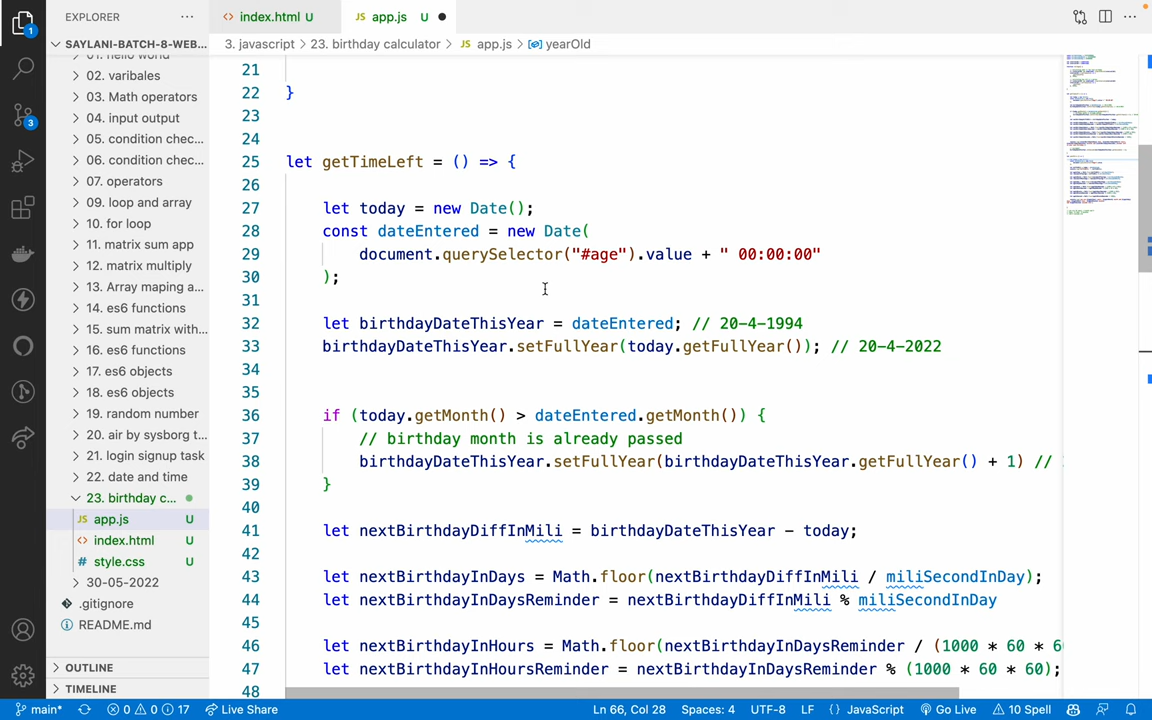 EXPLORER
index.html U
app.js U
SAYLANI-BATCH-8-WEB...
3. javascript > 23. birthday calculator > JS app.js > yearOld
01. hello world
02. varibales
03. Math operators
04. input output
05. condition chec...
06. condition chec...
07. operators
09. loop and array
10. for loop
11. matrix sum app
12. matrix multiply
13. Array maping a...
14. es6 functions
15. sum matrix with...
16. es6 functions
17. es6 objects
18. es6 objects
19. random number
20. air by sysborg t...
21. login signup task
22. date and time
23. birthday c...
JS app.js U
<> index.html U
# style.css U
30-05-2022
.gitignore
README.md
OUTLINE
TIMELINE
21
22 }
23
24
25 let getTimeLeft = () => {
26
27 let today = new Date();
28 const dateEntered = new Date(
29 document.querySelector("#age").value + " 00:00:00"
30 );
31
32 let birthdayDateThisYear = dateEntered; // 20-4-1994
33 birthdayDateThisYear.setFullYear(today.getFullYear()); // 20-4-2022
34
35
36 if (today.getMonth() > dateEntered.getMonth()) {
37 // birthday month is already passed
38 birthdayDateThisYear.setFullYear(birthdayDateThisYear.getFullYear() + 1) //
39 }
40
41 let nextBirthdayDiffInMili = birthdayDateThisYear - today;
42
43 let nextBirthdayInDays = Math.floor(nextBirthdayDiffInMili / miliSecondInDay);
44 let nextBirthdayInDaysReminder = nextBirthdayDiffInMili % miliSecondInDay
45
46 let nextBirthdayInHours = Math.floor(nextBirthdayInDaysReminder / (1000 * 60 * 6
47 let nextBirthdayInHoursReminder = nextBirthdayInDaysReminder % (1000 * 60 * 60);
48
main* 0 0 17 Live Share Ln 66, Col 28 Spaces: 4 UTF-8 LF {} JavaScript Go Live 10 Spell